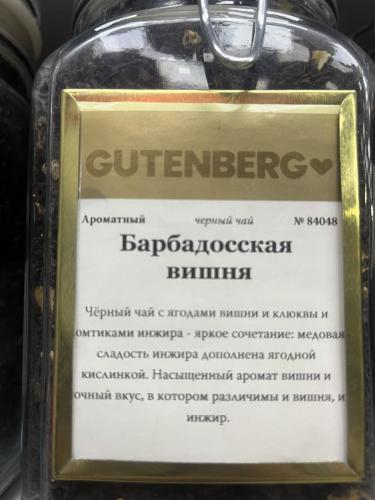 GUTENBERG
Ароматный черный чай № 84048
Барбадосская
вишня
Чёрный чай с ягодами вишни и клюквы и
омтиками инжира - яркое сочетание: медовая
сладость инжира дополнена ягодной
кислинкой. Насыщенный аромат вишни и
очный вкус, в котором различимы и вишня, и
инжир.